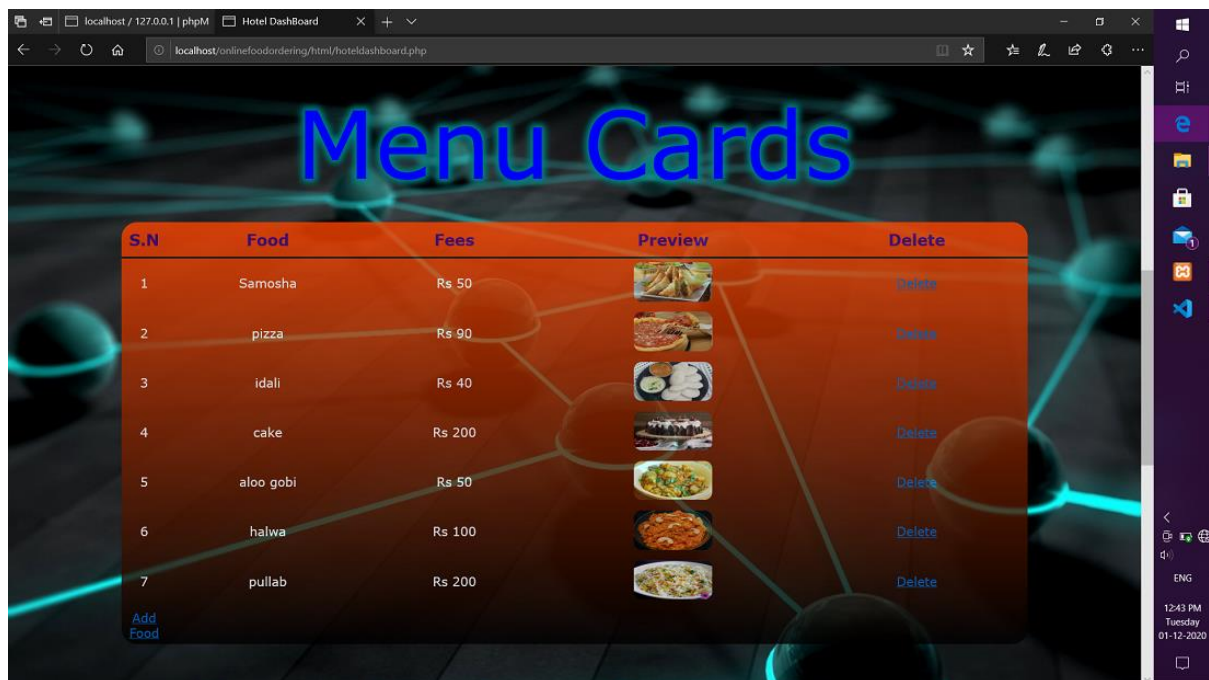 localhost / 127.0.0.1 | phpM
Hotel DashBoard
localhost/onlinefoodordering/html/hoteldashboard.php
Menu Cards
S.N Food Fees Preview Delete
1 Samosha Rs 50 Delete
2 pizza Rs 90 Delete
3 idali Rs 40 Delete
4 cake Rs 200 Delete
5 aloo gobi Rs 50 Delete
6 halwa Rs 100 Delete
7 pullab Rs 200 Delete
Add
Food
1
ENG
12:43 PM
Tuesday
01-12-2020